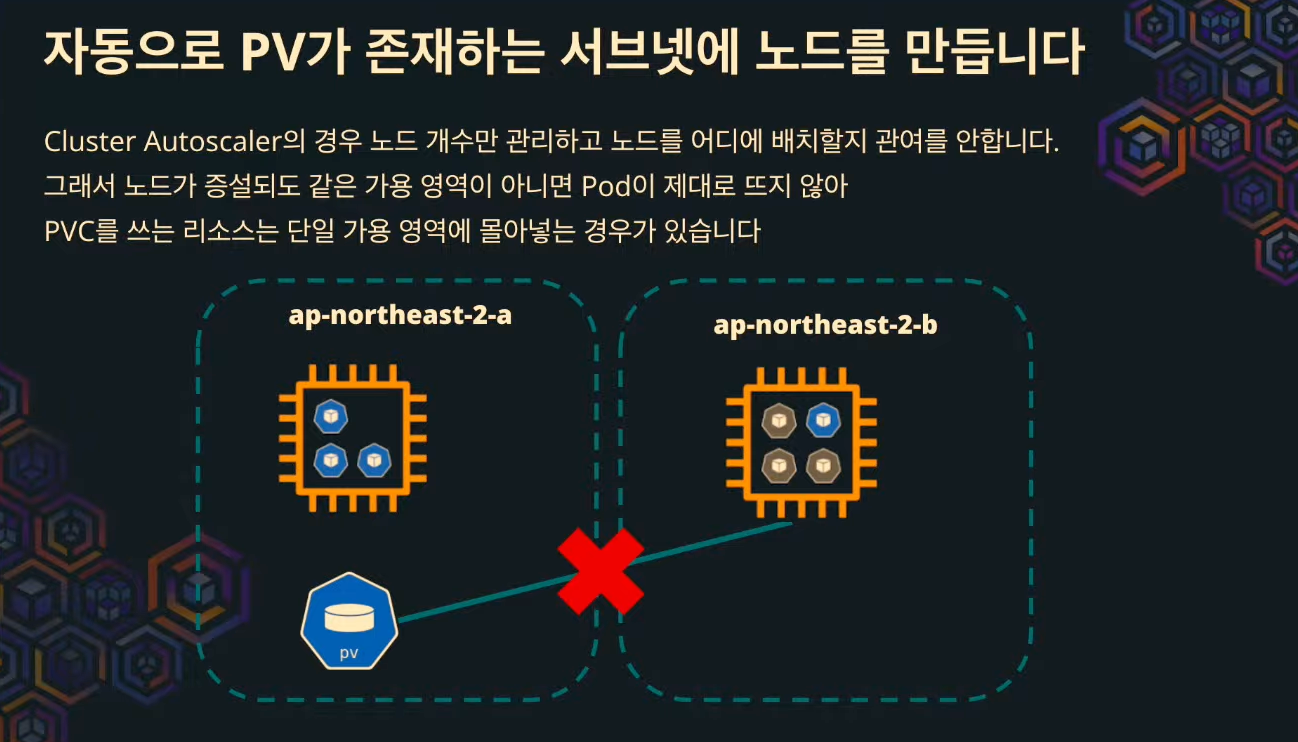 자동으로 PV가 존재하는 서브넷에 노드를 만듭니다
Cluster Autoscaler의 경우 노드 개수만 관리하고 노드를 어디에 배치할지 관여를 안합니다.
그래서 노드가 증설되도 같은 가용 영역이 아니면 Pod이 제대로 뜨지 않아
PVC를 쓰는 리소스는 단일 가용 영역에 몰아넣는 경우가 있습니다
ap-northeast-2-a
ap-northeast-2-b
pv